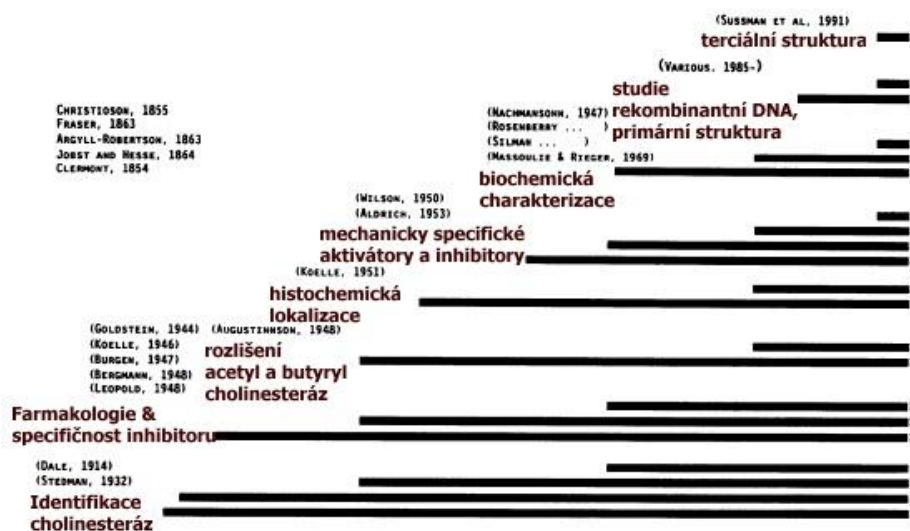 (SUSSMAN ET AL, 1991)
terciální struktura
(VARIOUS. 1985-)
studie
rekombinantní DNA,
primární struktura
CHRISTIOSON, 1855
FRASER, 1863
ARGYLL-ROBERTSON, 1863
JOBST AND HESSE, 1864
CLERMONT, 1854
(NACHMANSOHN, 1947)
(ROSENBERRY ... )
(SILMAN ... )
(MASSOULIE & RIEGER, 1969)
biochemická
charakterizace
(WILSON, 1950)
(ALDRICH, 1953)
mechanicky specifické
aktivátory a inhibitory
(KOELLE, 1951)
histochemická
lokalizace
(GOLDSTEIN, 1944) (AUGUSTINNSON, 1948)
(KOELLE, 1946)
(BURGEN, 1947)
(BERGMANN, 1948)
(LEOPOLD, 1948)
rozlišení
acetyl a butyryl
cholinesteráz
Farmakologie &
specifičnost inhibitoru
(DALE, 1914)
(STEDMAN, 1932)
Identifikace
cholinesteráz